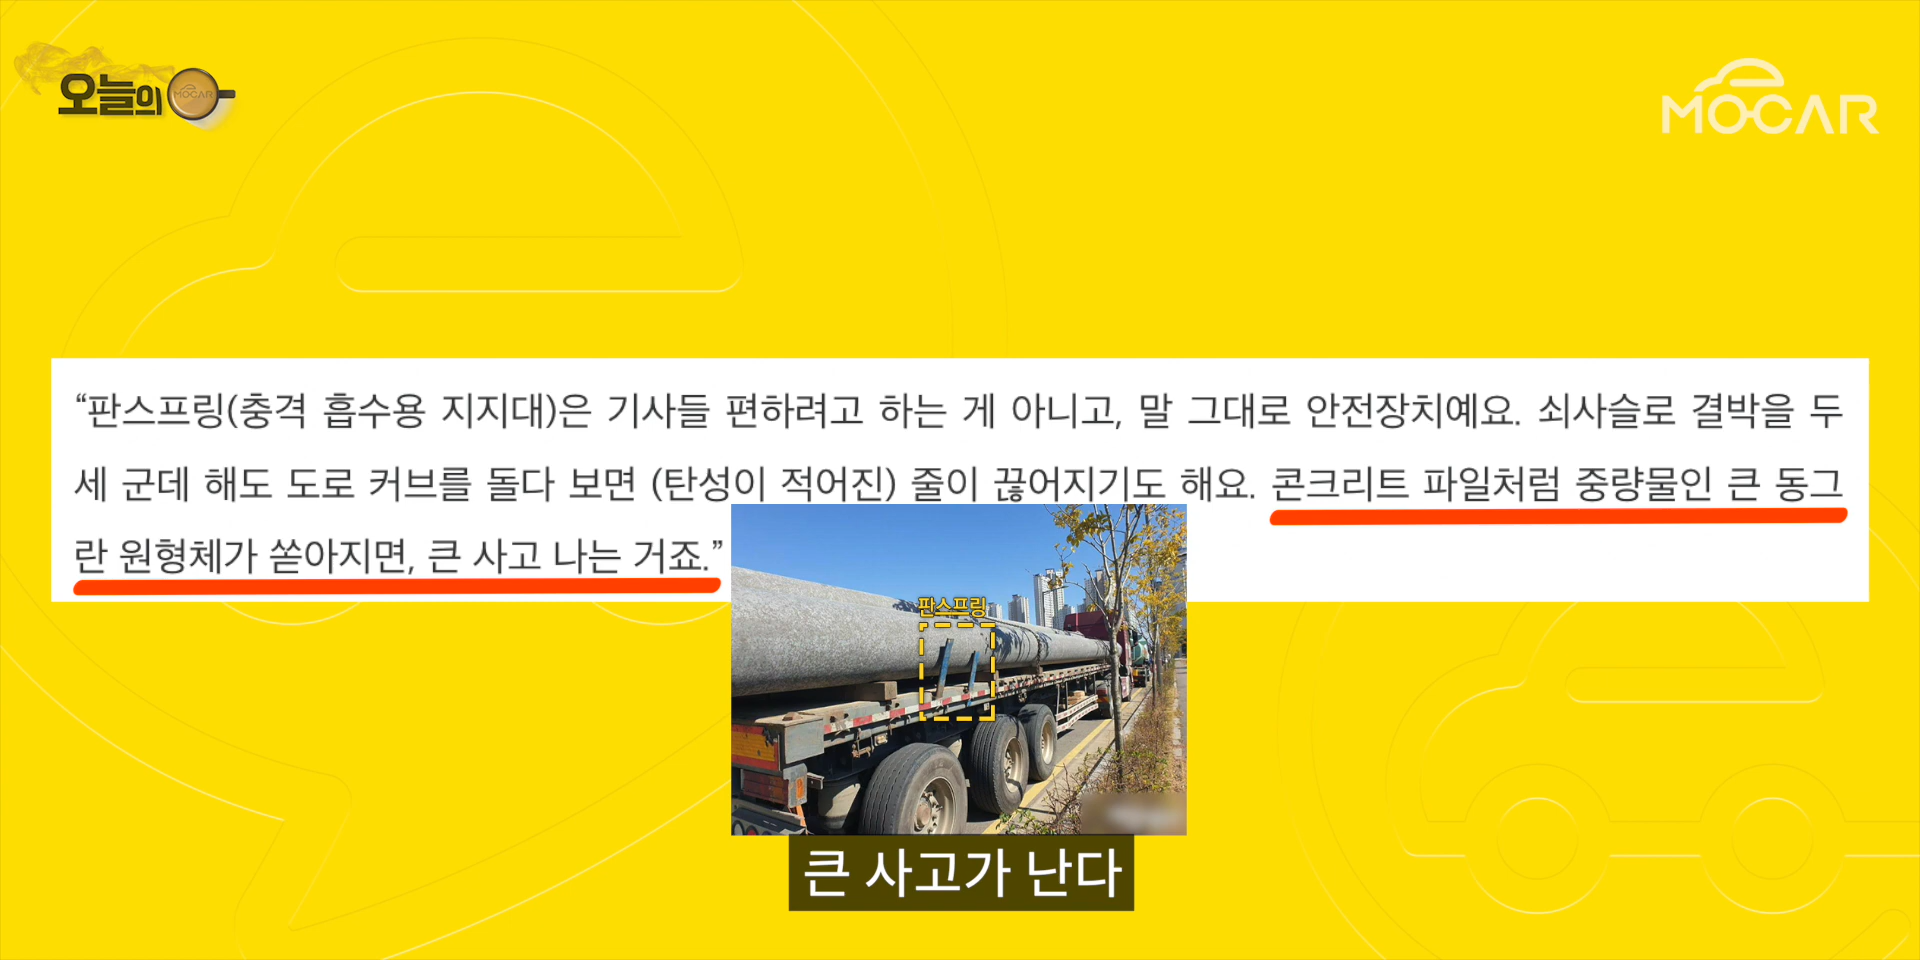 오늘의
MOCAR
MOCAR
“판스프링(충격 흡수용 지지대)은 기사들 편하려고 하는 게 아니고, 말 그대로 안전장치예요. 쇠사슬로 결박을 두
세 군데 해도 도로 커브를 돌다 보면 (탄성이 적어진) 줄이 끊어지기도 해요. 콘크리트 파일처럼 중량물인 큰 동그
란 원형체가 쏟아지면, 큰 사고 나는 거죠.”
판스프링
큰 사고가 난다